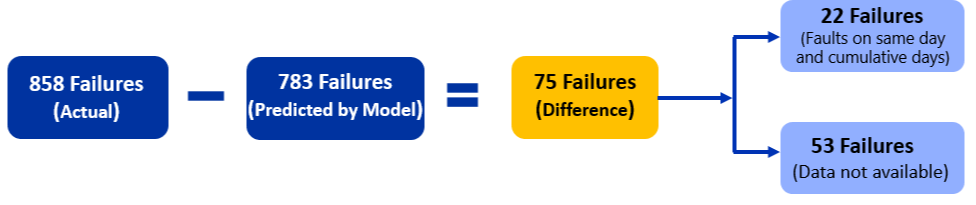 858 Failures
(Actual)
783 Failures
(Predicted by Model)
75 Failures
(Difference)
22 Failures
(Faults on same day
and cumulative days)
53 Failures
(Data not available)